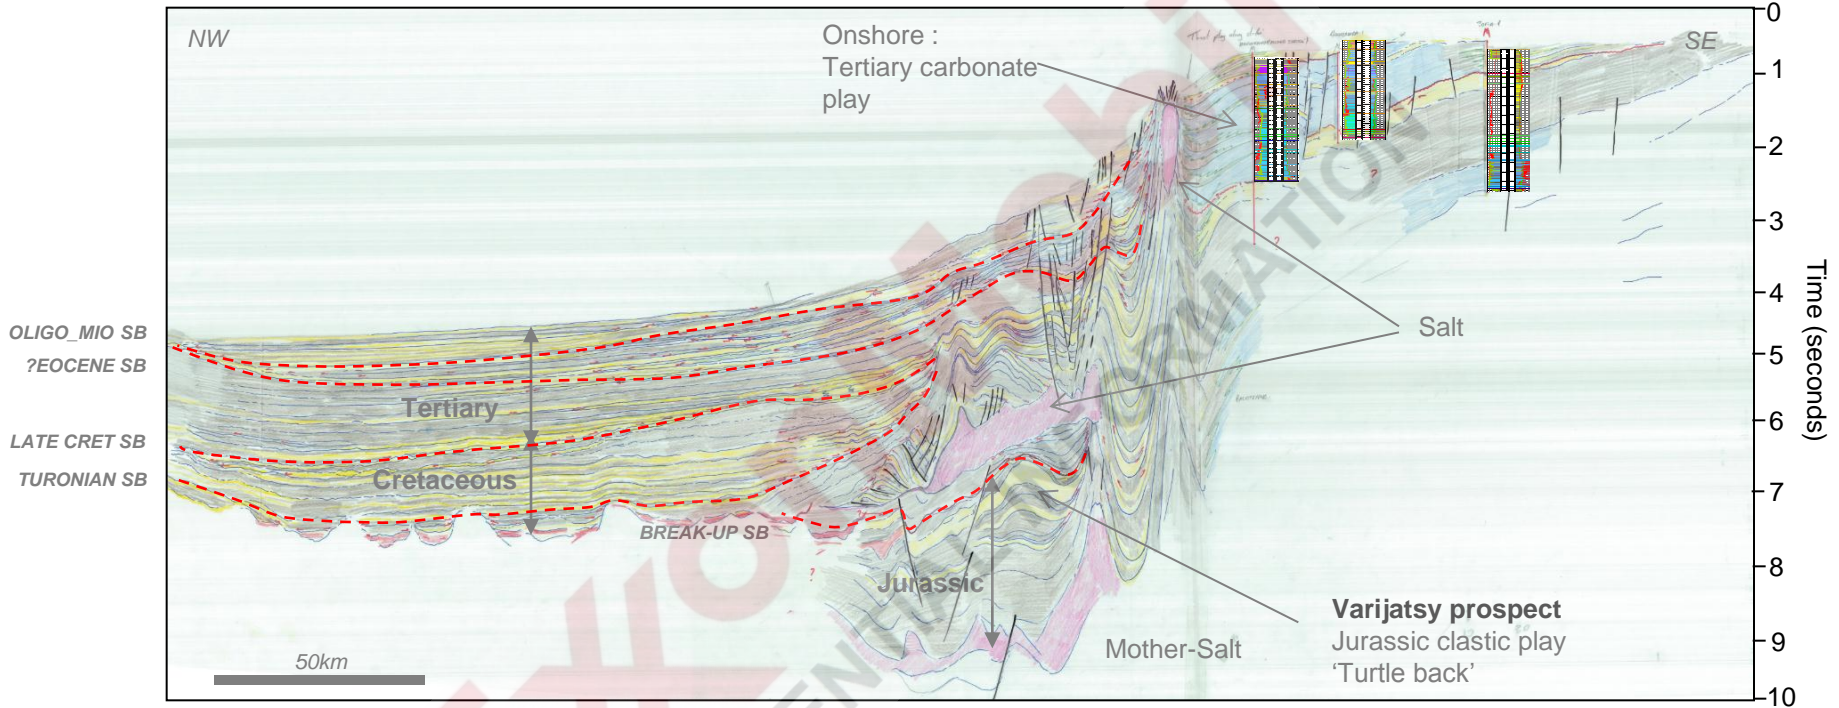 NW
Onshore :
Tertiary carbonate
play
SE
0
1
2
3
4
5
6
7
8
9
10
Time (seconds)
OLIGO_MIO SB
?EOCENE SB
LATE CRET SB
TURONIAN SB
Tertiary
Cretaceous
BREAK-UP SB
Jurassic
Salt
Mother-Salt
Varijatsy prospect
Jurassic clastic play
‘Turtle back’
50km
?
?
?